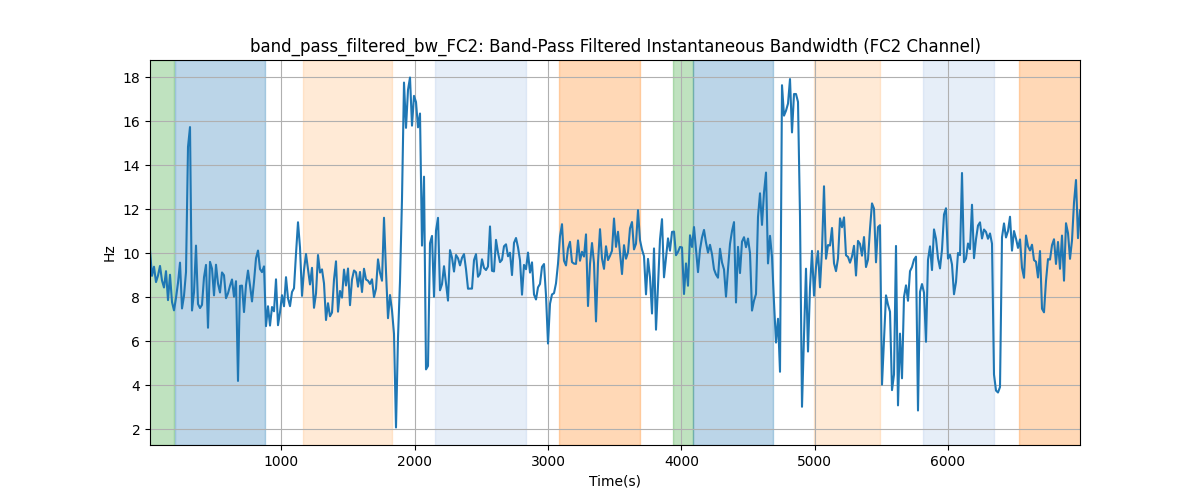 band_pass_filtered_bw_FC2: Band-Pass Filtered Instantaneous Bandwidth (FC2 Channel)
18
16
14
12
10
8
6
4
2
Hz
1000 2000 3000 4000 5000 6000
Time(s)